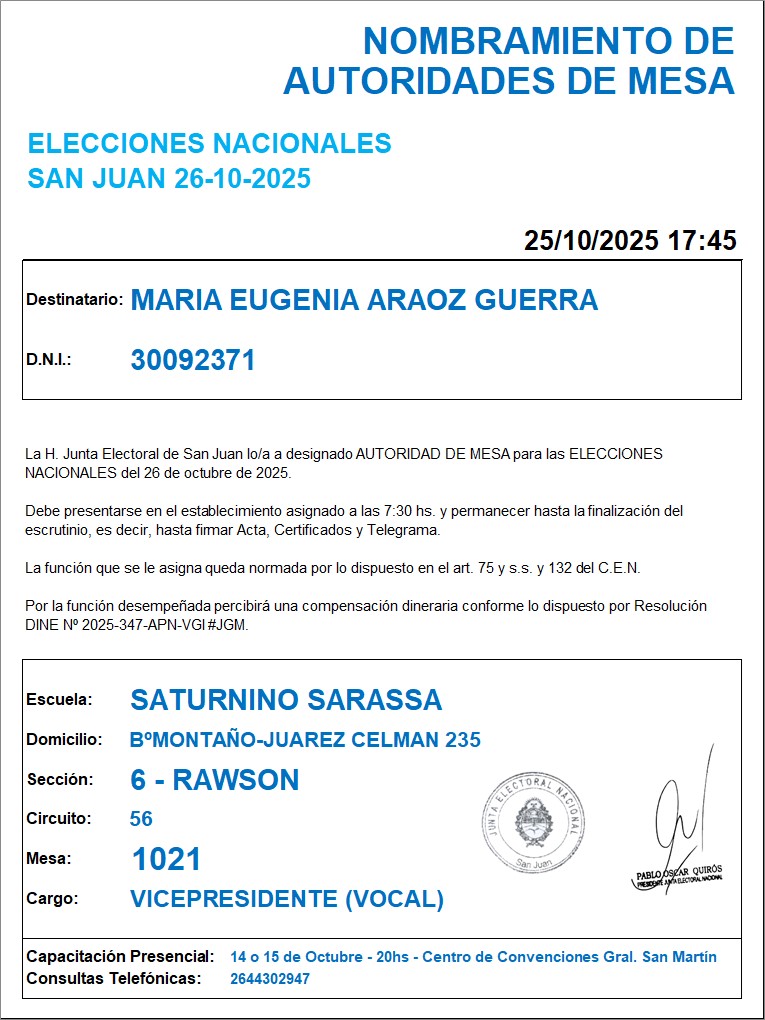 NOMBRAMIENTO DE
AUTORIDADES DE MESA
ELECCIONES NACIONALES
SAN JUAN 26-10-2025
25/10/2025 17:45
Destinatario: MARIA EUGENIA ARAOZ GUERRA
D.N.I.: 30092371
La H. Junta Electoral de San Juan lo/a a designado AUTORIDAD DE MESA para las ELECCIONES
NACIONALES del 26 de octubre de 2025.
Debe presentarse en el establecimiento asignado a las 7:30 hs. y permanecer hasta la finalización del
escrutinio, es decir, hasta firmar Acta, Certificados y Telegrama.
La función que se le asigna queda normada por lo dispuesto en el art. 75 y s.s. y 132 del C.E.N.
Por la función desempeñada percibirá una compensación dineraria conforme lo dispuesto por Resolución
DINE Nº 2025-347-APN-VGI#JGM.
Escuela: SATURNINO SARASSA
Domicilio: BºMONTAÑO-JUAREZ CELMAN 235
Sección: 6 - RAWSON
Circuito: 56
Mesa: 1021
Cargo: VICEPRESIDENTE (VOCAL)
JUNTA ELECTORAL NACIONAL
San Juan
PABLO OSCAR QUIRÓS
PRESIDENTE JUNTA ELECTORAL NACIONAL
Capacitación Presencial: 14 o 15 de Octubre - 20hs - Centro de Convenciones Gral. San Martín
Consultas Telefónicas: 2644302947